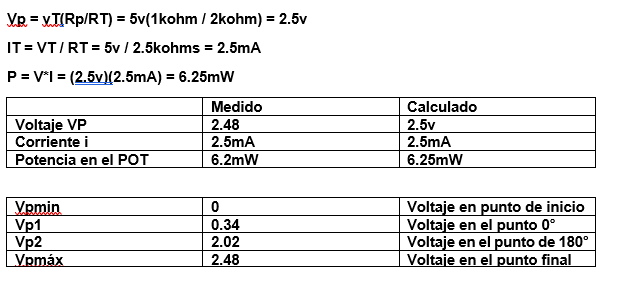 Vp = vT(Rp/RT) = 5v(1kohm / 2kohm) = 2.5v
IT = VT / RT = 5v / 2.5kohms = 2.5mA
P = V*I = (2.5v)(2.5mA) = 6.25mW
Medido Calculado
Voltaje VP 2.48 2.5v
Corriente i 2.5mA 2.5mA
Potencia en el POT 6.2mW 6.25mW
Vpmin 0 Voltaje en punto de inicio
Vp1 0.34 Voltaje en el punto 0°
Vp2 2.02 Voltaje en el punto de 180°
Vpmáx 2.48 Voltaje en el punto final